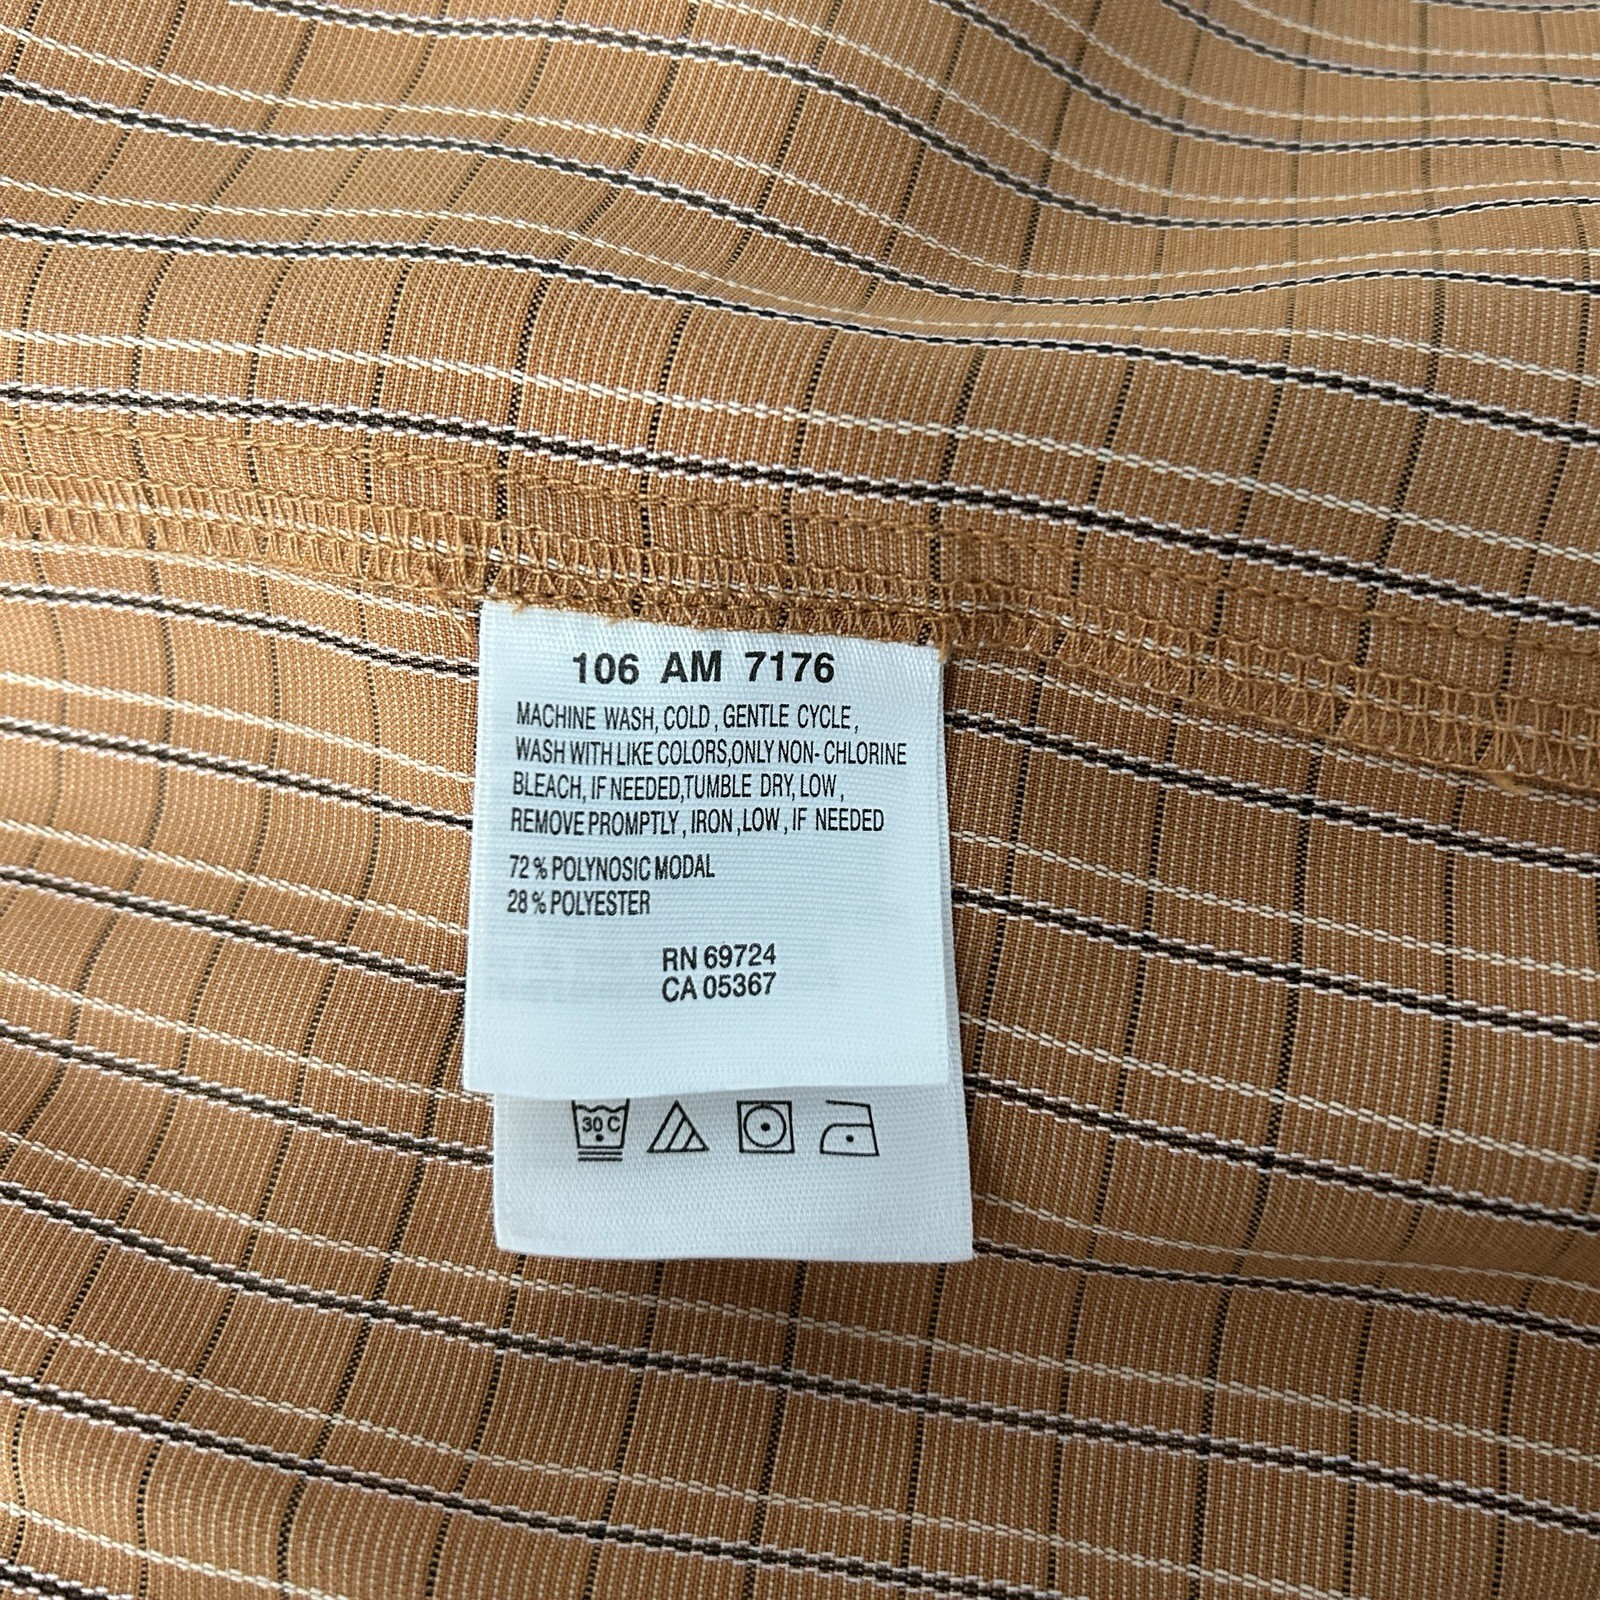 106 AM 7176
MACHINE WASH, COLD, GENTLE CYCLE,
WASH WITH LIKE COLORS, ONLY NON-CHLORINE
BLEACH, IF NEEDED, TUMBLE DRY, LOW,
REMOVE PROMPTLY, IRON, LOW, IF NEEDED
72% POLYNOSIC MODAL
28% POLYESTER
RN 69724
CA 05367
30 C